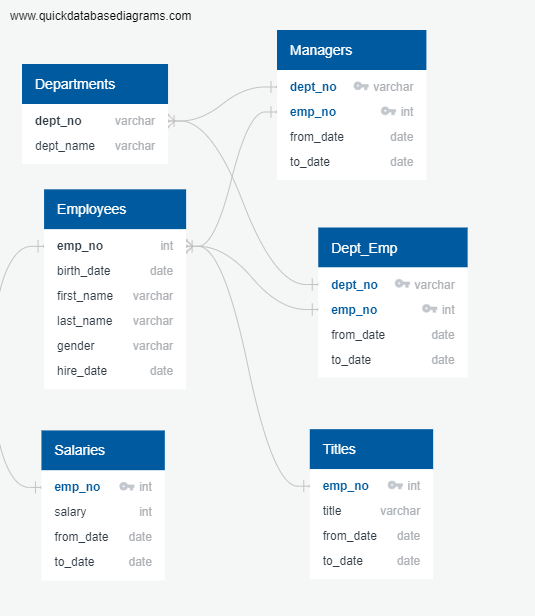 www.quickdatabasediagrams.com
Departments
dept_no varchar
dept_name varchar
Managers
dept_no varchar
emp_no int
from_date date
to_date date
Employees
emp_no int
birth_date date
first_name varchar
last_name varchar
gender varchar
hire_date date
Dept_Emp
dept_no varchar
emp_no int
from_date date
to_date date
Salaries
emp_no int
salary int
from_date date
to_date date
Titles
emp_no int
title varchar
from_date date
to_date date